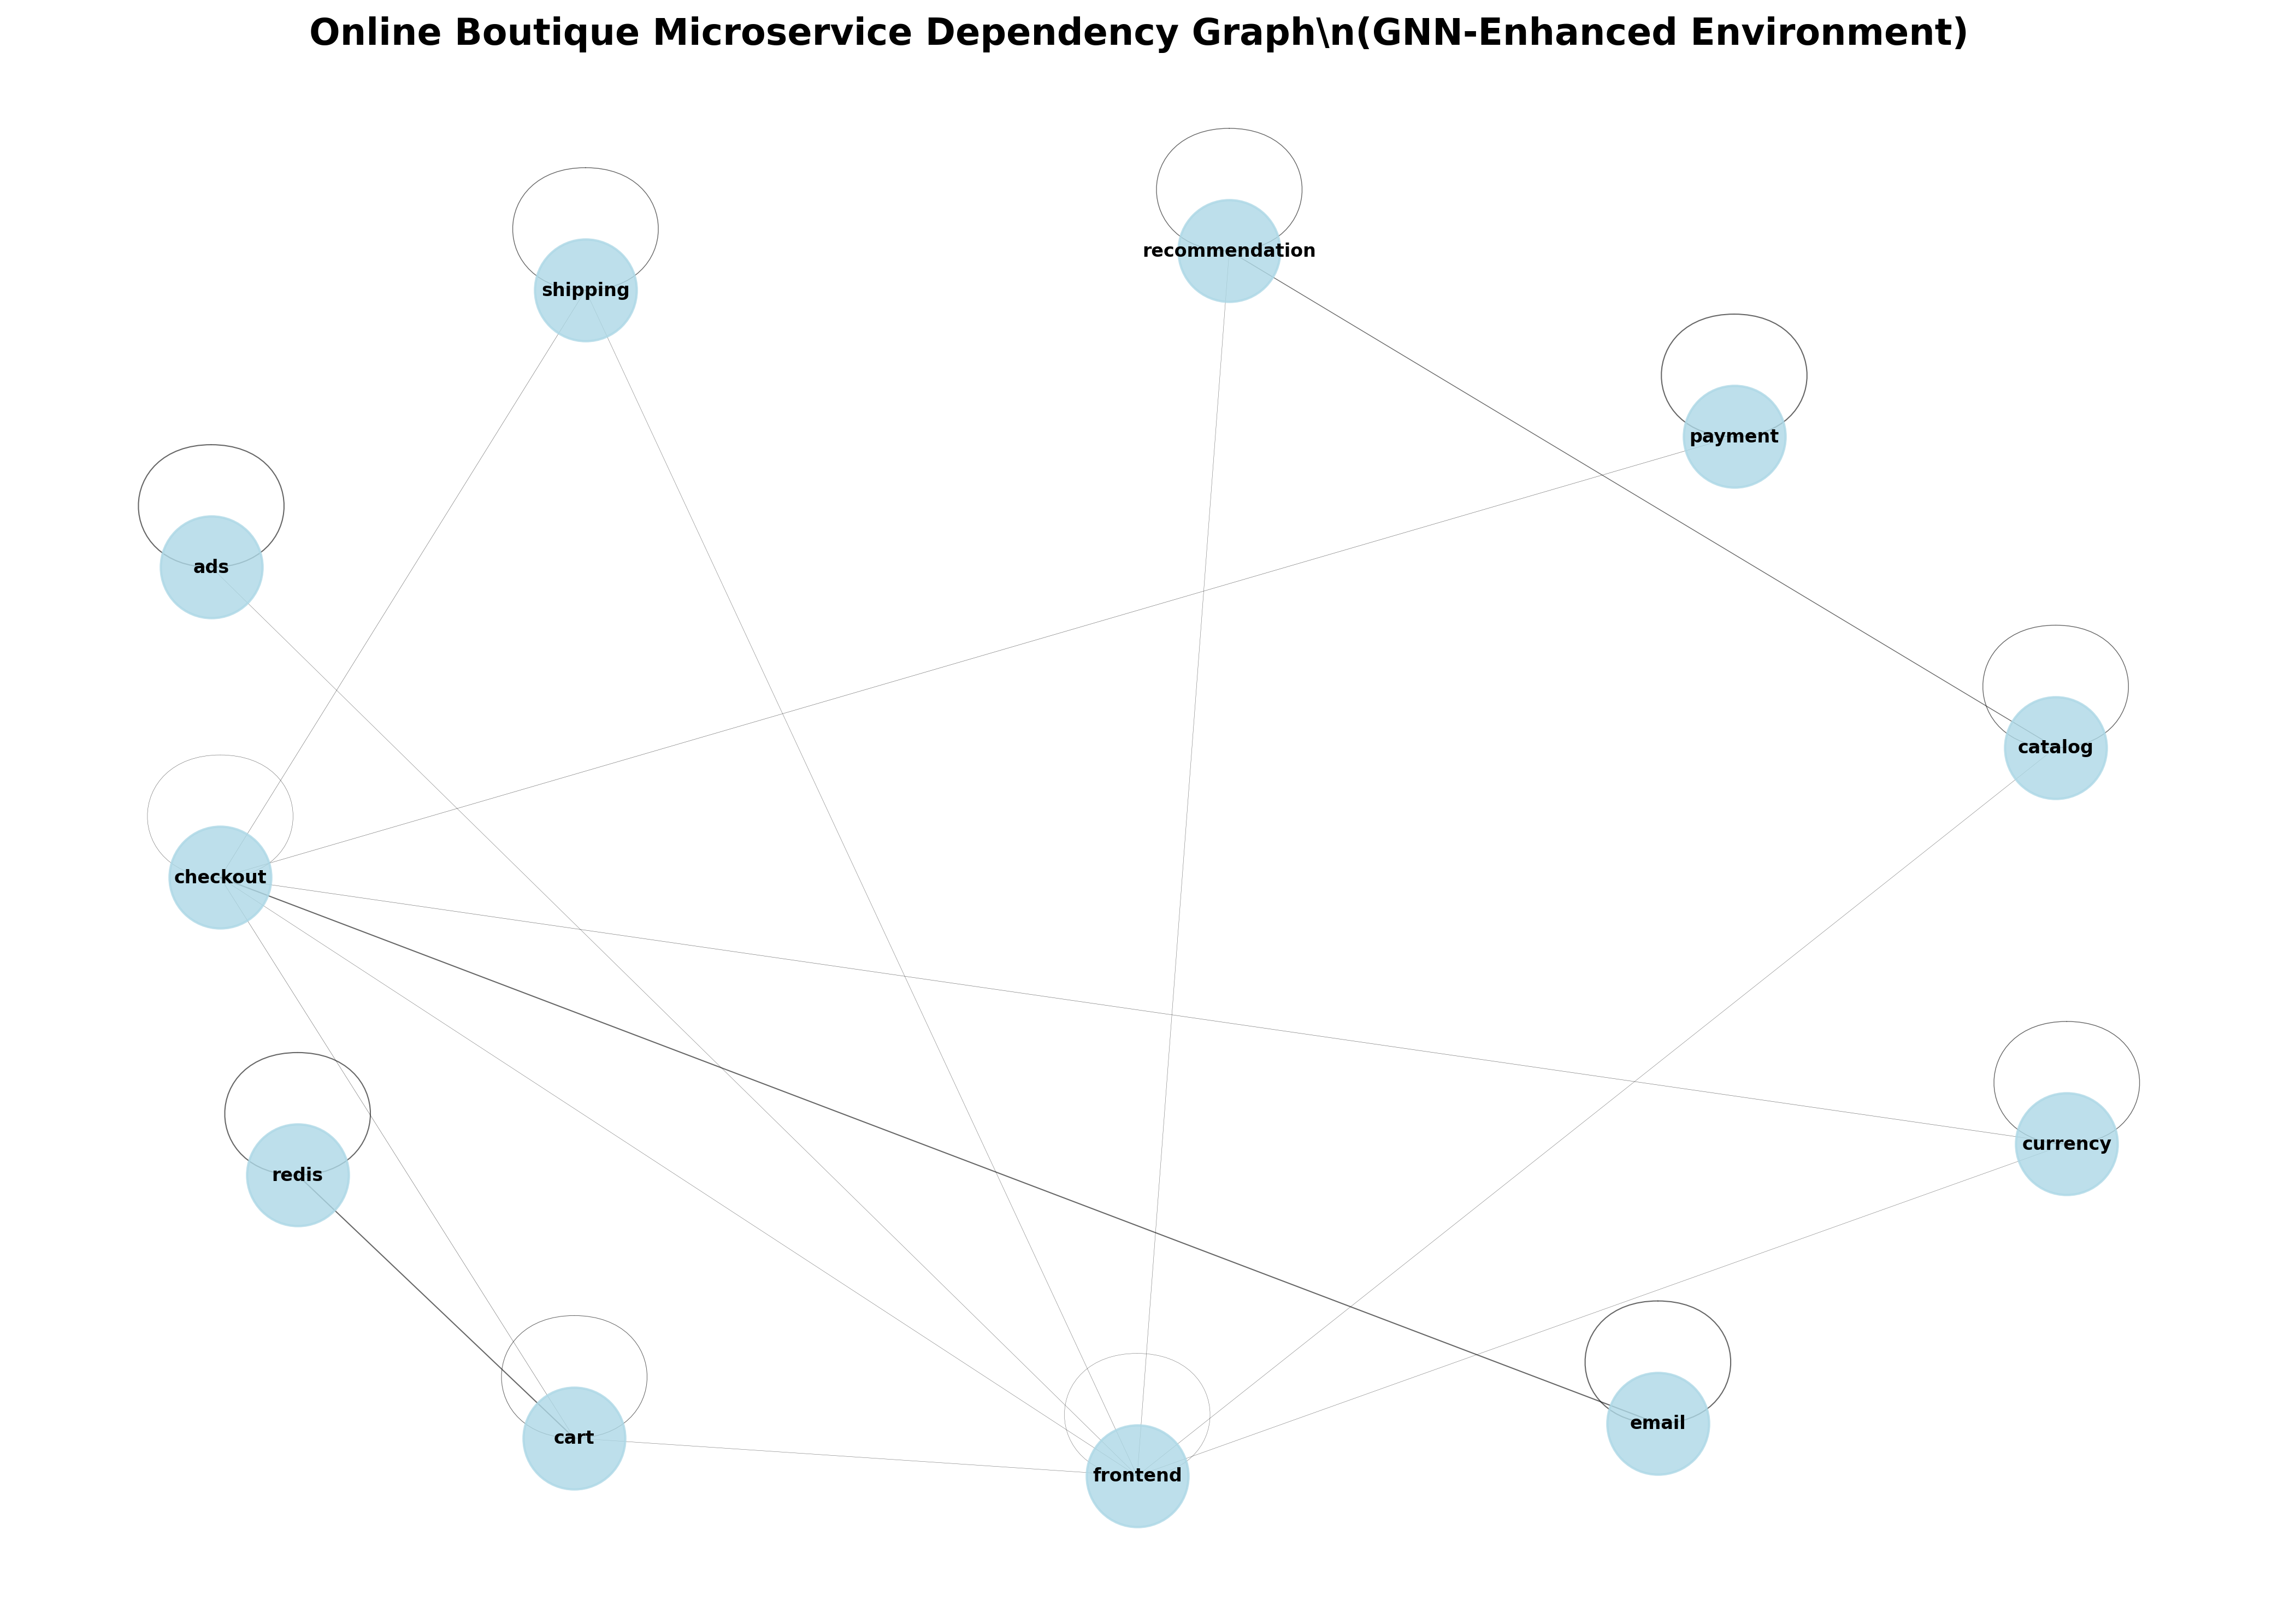 Online Boutique Microservice Dependency Graph\n(GNN-Enhanced Environment)
recommendation
shipping
payment
ads
catalog
checkout
currency
redis
email
cart
frontend